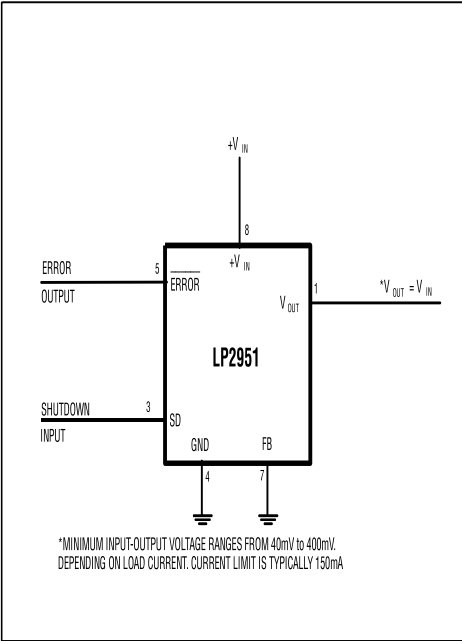 +V IN
8
+V IN
ERROR
5
ERROR
OUTPUT
1
*V OUT = V IN
V OUT
LP2951
SHUTDOWN
3
SD
INPUT
GND
FB
4
7
*MINIMUM INPUT-OUTPUT VOLTAGE RANGES FROM 40mV to 400mV.
DEPENDING ON LOAD CURRENT. CURRENT LIMIT IS TYPICALLY 150mA